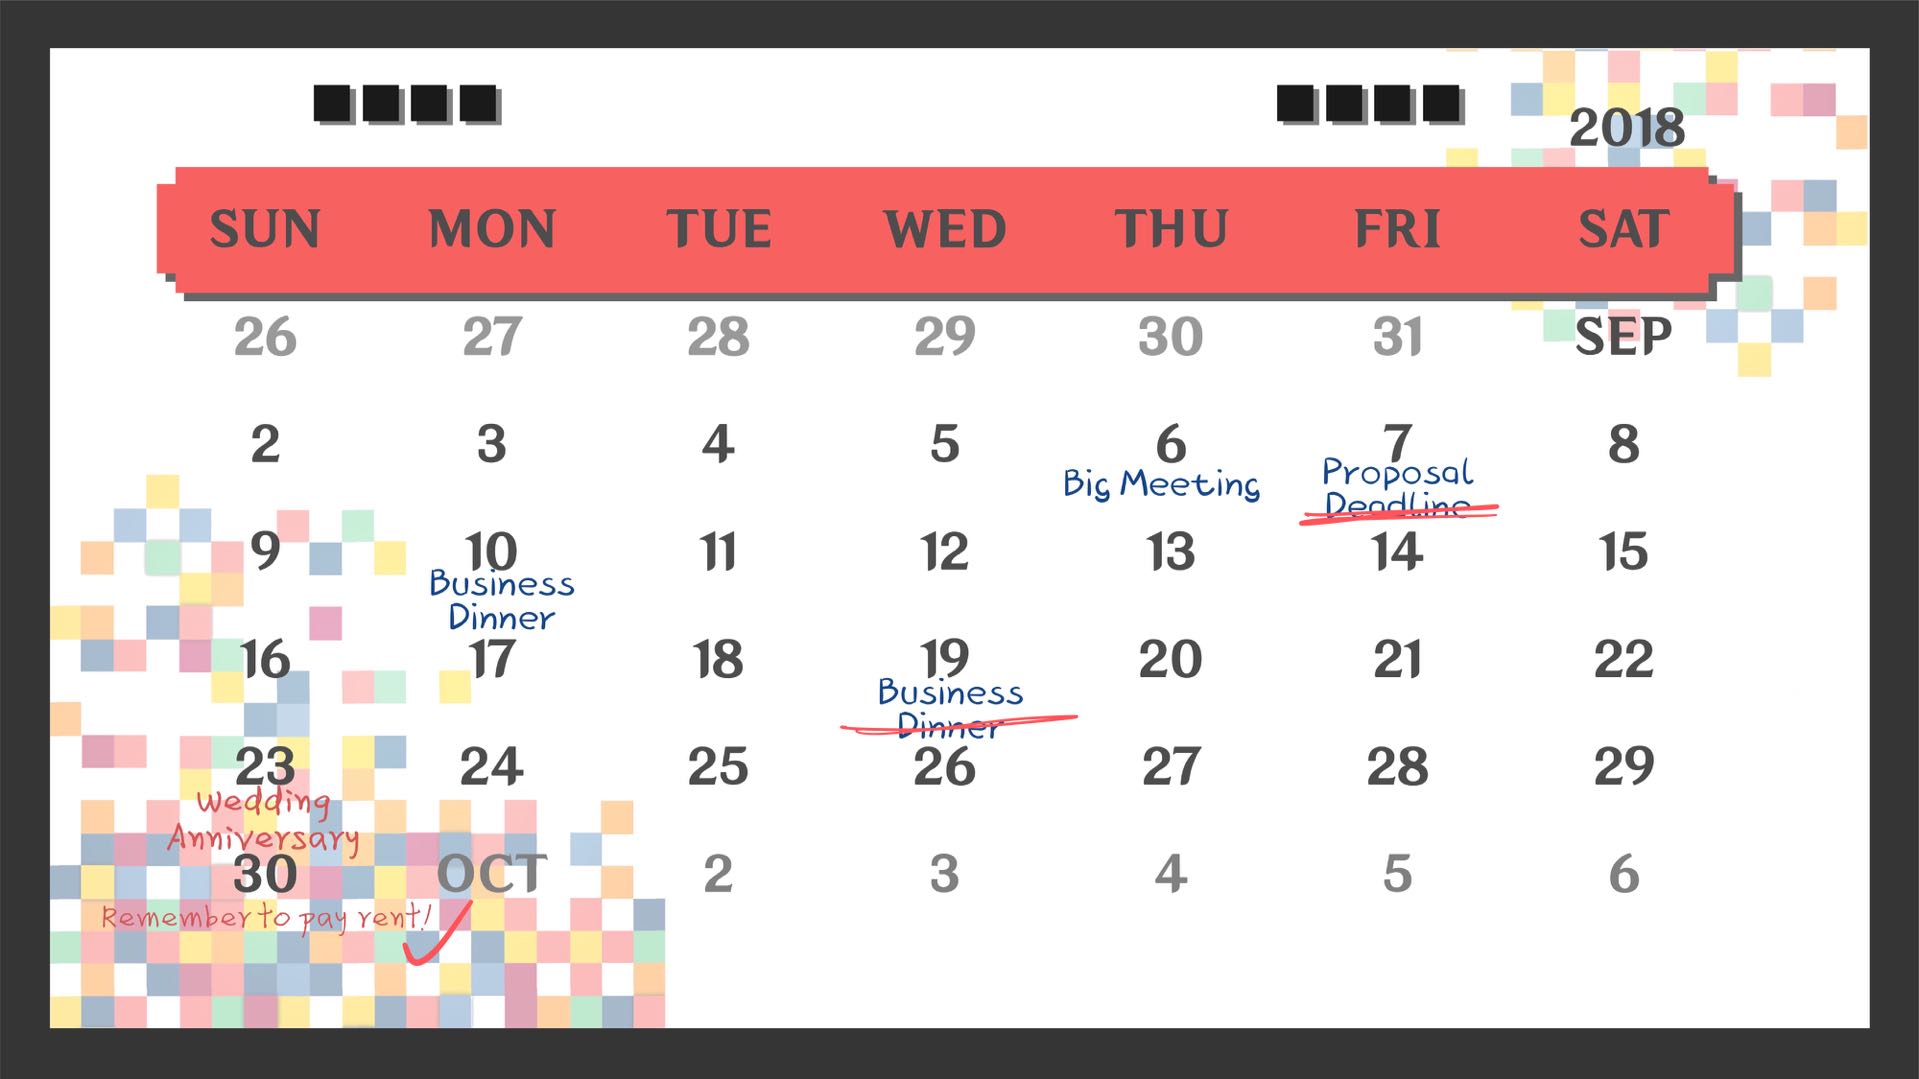 2018
SUN MON TUE WED THU FRI SAT
26 27 28 29 30 31 SEP
2 3 4 5 6 7 8
Big Meeting
Proposal
Deadline
9 10 11 12 13 14 15
Business
Dinner
16 17 18 19 20 21 22
Business
Dinner
23 24 25 26 27 28 29
Wedding
Anniversary
30 OCT 2 3 4 5 6
Remember to pay rent!